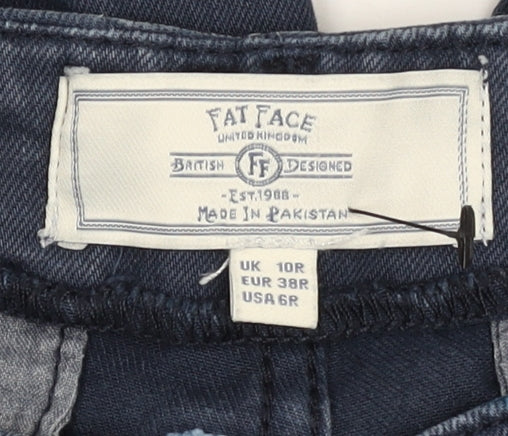 FAT FACE
UNITED KINGDOM
BRITISH FF DESIGNED
-EST.1988-
MADE IN PAKISTAN
UK 10R
EUR 38R
USA 6R